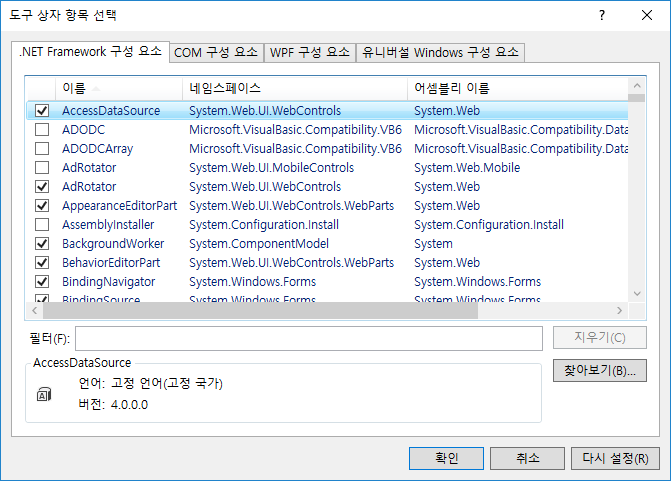 도구 상자 항목 선택
.NET Framework 구성 요소 COM 구성 요소 WPF 구성 요소 유니버설 Windows 구성 요소
이름 네임스페이스 어셈블리 이름
AccessDataSource System.Web.UI.WebControls System.Web
ADODC Microsoft.VisualBasic.Compatibility.VB6 Microsoft.VisualBasic.Compatibility.Data
ADODCArray Microsoft.VisualBasic.Compatibility.VB6 Microsoft.VisualBasic.Compatibility.Data
AdRotator System.Web.UI.MobileControls System.Web.Mobile
AdRotator System.Web.UI.WebControls System.Web
AppearanceEditorPart System.Web.UI.WebControls.WebParts System.Web
AssemblyInstaller System.Configuration.Install System.Configuration.Install
BackgroundWorker System.ComponentModel System
BehaviorEditorPart System.Web.UI.WebControls.WebParts System.Web
BindingNavigator System.Windows.Forms System.Windows.Forms
BindingSource System.Windows.Forms System.Windows.Forms
필터(F): 지우기(C)
AccessDataSource 찾아보기(B)...
언어: 고정 언어(고정 국가)
버전: 4.0.0.0
확인 취소 다시 설정(R)